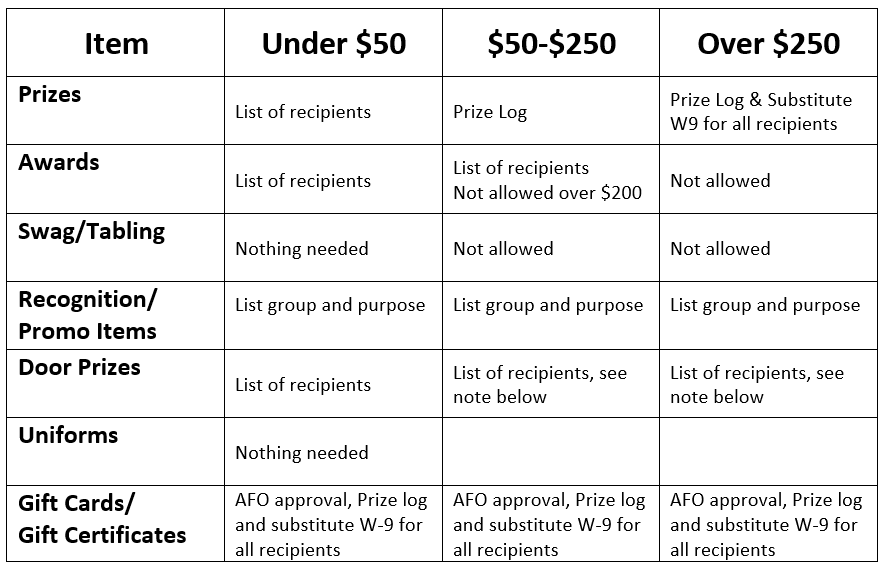 Item Under $50 $50-$250 Over $250
Prizes
List of recipients
Prize Log
Prize Log & Substitute
W9 for all recipients
Awards
List of recipients
List of recipients
Not allowed over $200
Not allowed
Swag/Tabling
Nothing needed
Not allowed
Not allowed
Recognition/
Promo Items
List group and purpose
List group and purpose
List group and purpose
Door Prizes
List of recipients
List of recipients, see
note below
List of recipients, see
note below
Uniforms
Nothing needed
Gift Cards/
Gift Certificates
AFO approval, Prize log
and substitute W-9 for
all recipients
AFO approval, Prize log
and substitute W-9 for
all recipients
AFO approval, Prize log
and substitute W-9 for
all recipients